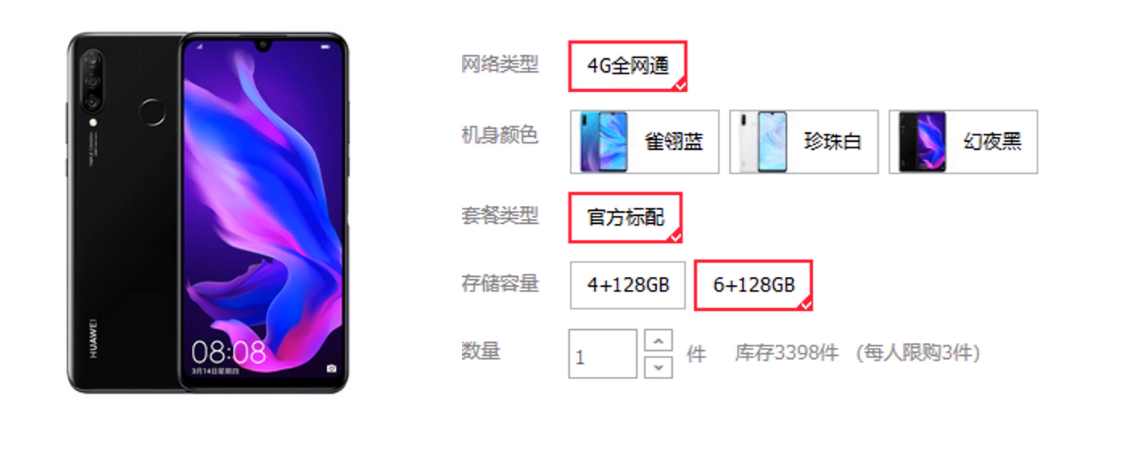 网络类型 4G全网通
机身颜色 雀翎蓝 珍珠白 幻夜黑
套餐类型 官方标配
存储容量 4+128GB 6+128GB
数量 1 件 库存3398件 (每人限购3件)
HUAWEI
08:08
3月14日星期四